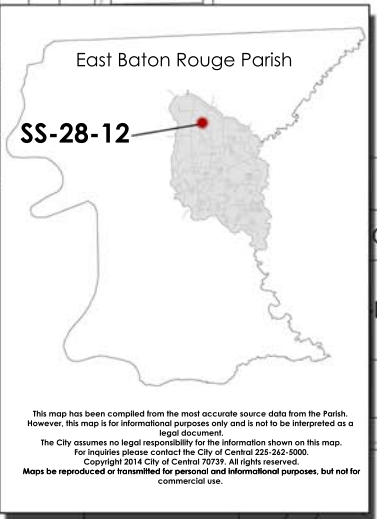 East Baton Rouge Parish
SS-28-12
This map has been compiled from the most accurate source data from the Parish.
However, this map is for informational purposes only and is not to be interpreted as a
legal document.
The City assumes no legal responsibility for the information shown on this map.
For inquiries please contact the City of Central 225-262-5000.
Copyright 2014 City of Central 70739. All rights reserved.
Maps be reproduced or transmitted for personal and informational purposes, but not for
commercial use.